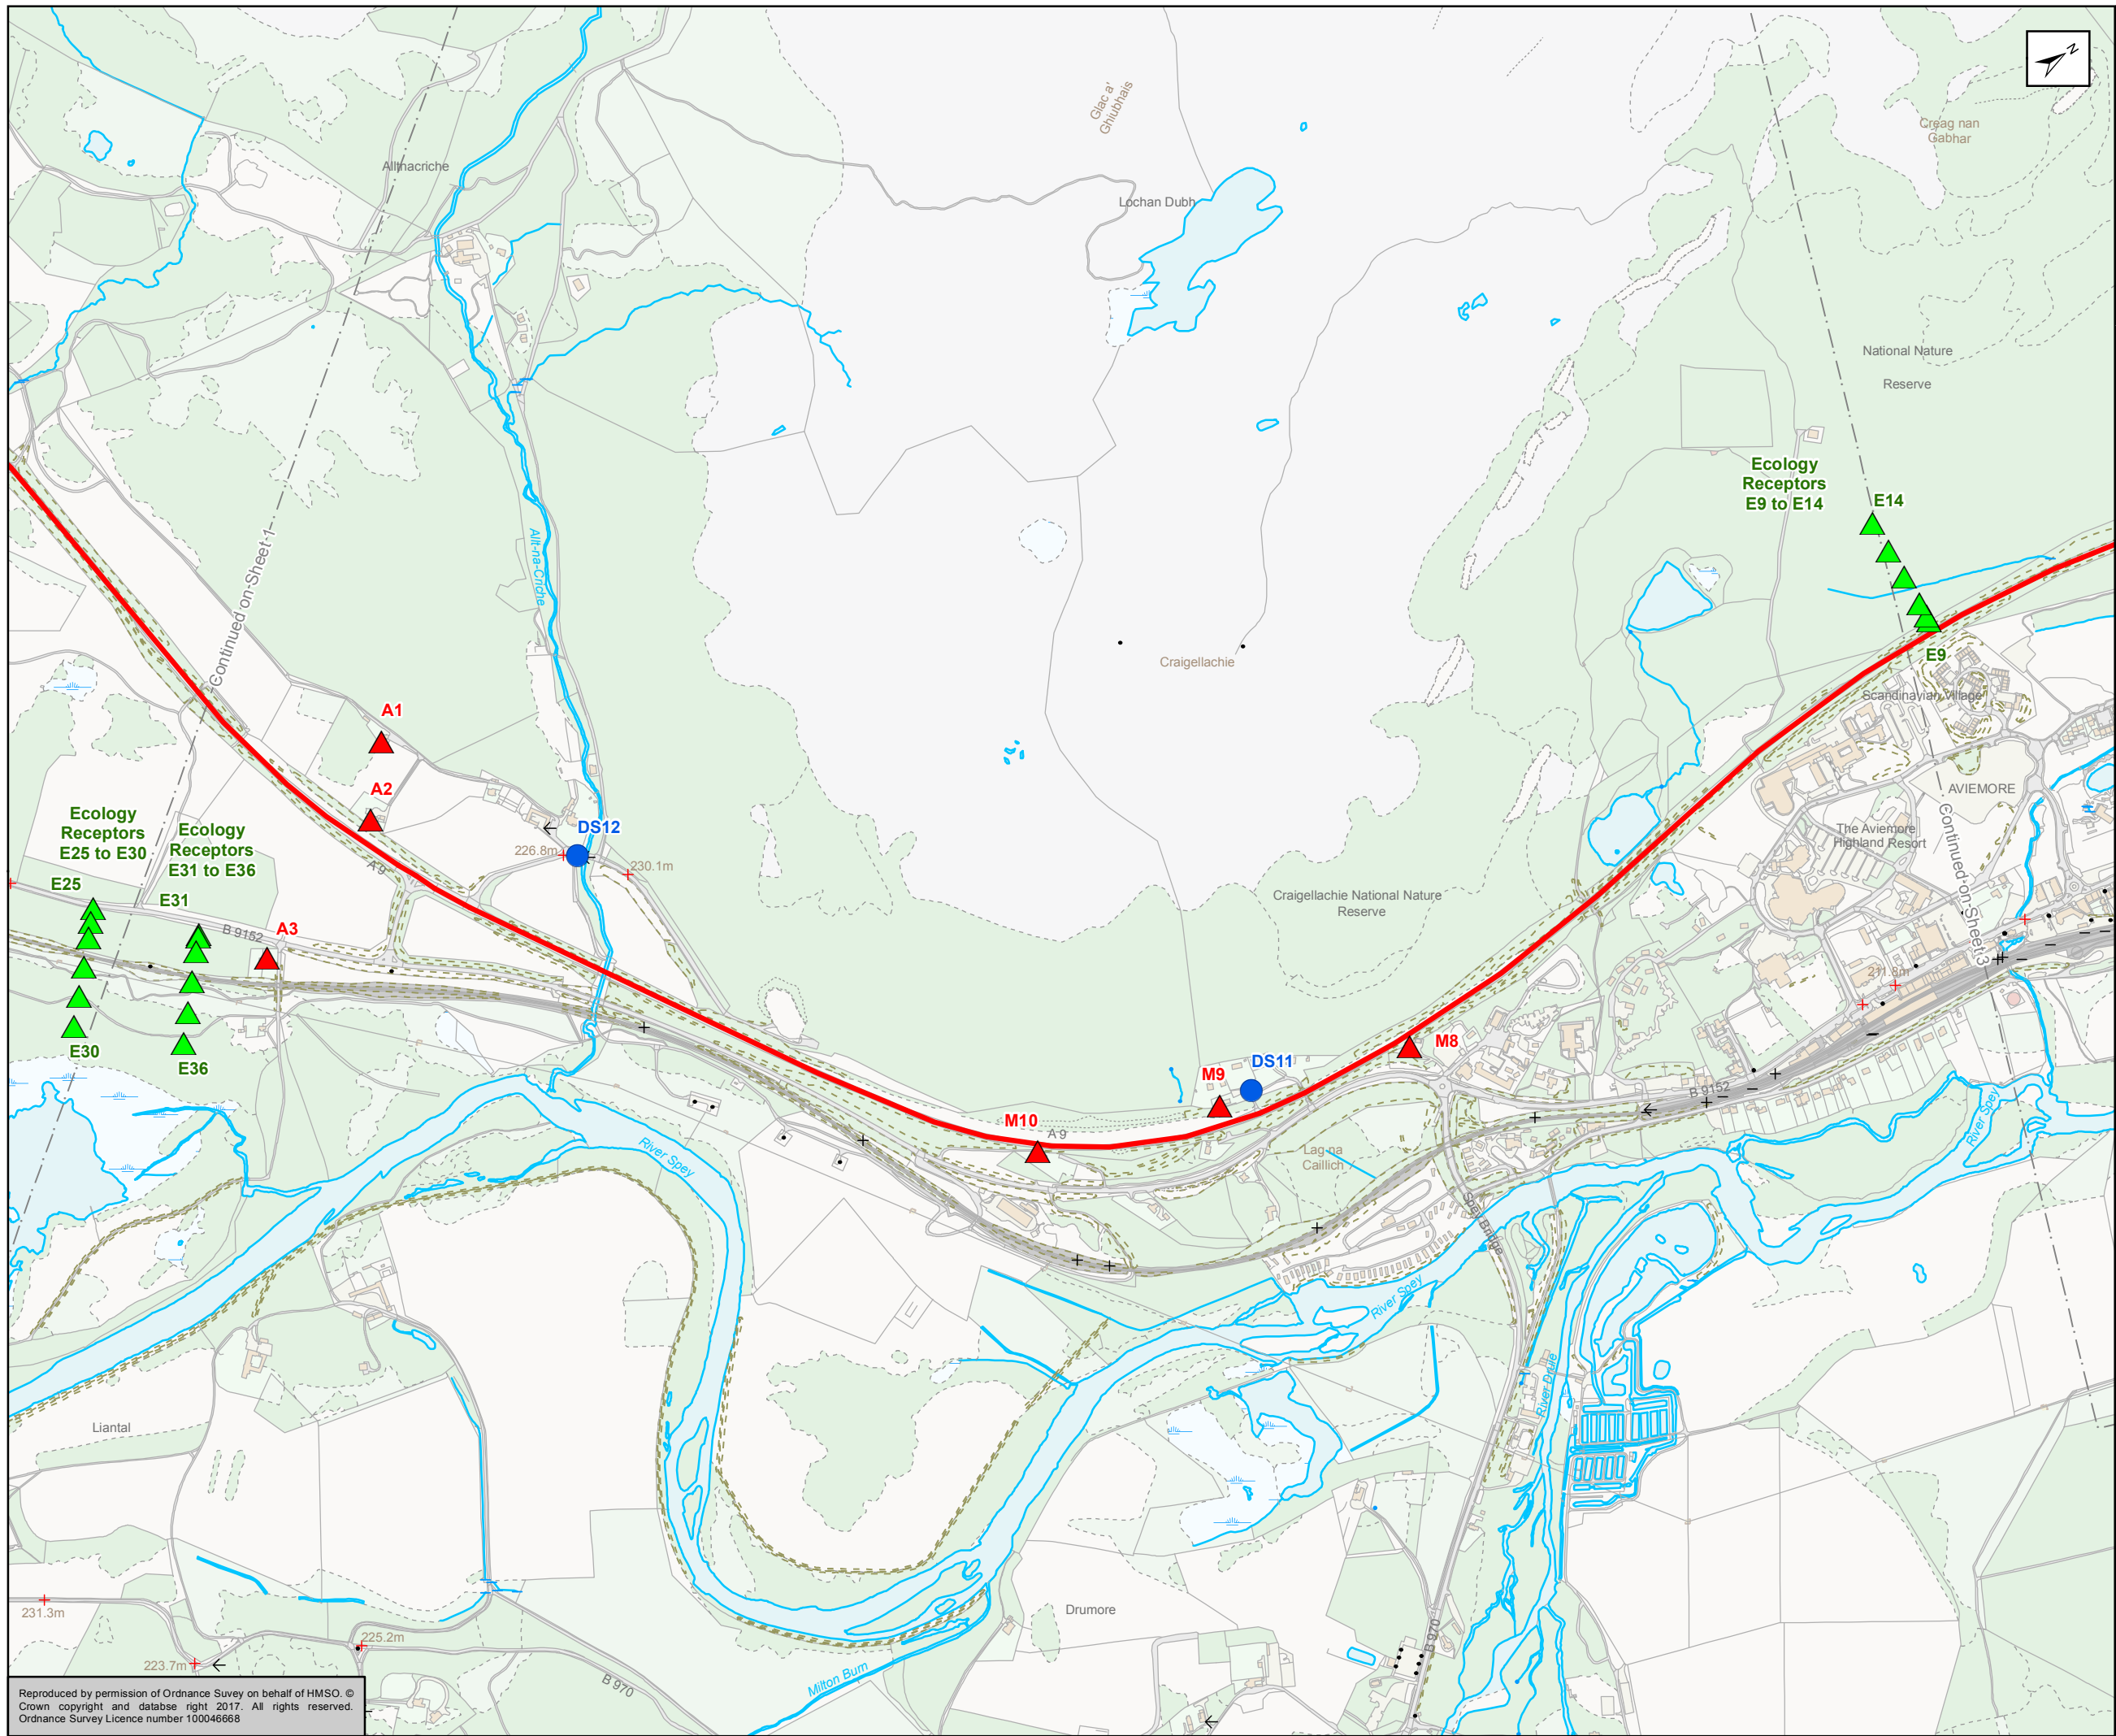 N
Glac a'
Ghiubhais
Creag nan
Gabhar
Alltnacriche
Lochan Dubh
National Nature
Reserve
Ecology
Receptors
E9 to E14
E14
Allt-na-Criche
Continued on Sheet 1
E9
Craigellachie
Scandinavian Village
A1
A2
AVIEMORE
Ecology
Receptors
E25 to E30
Ecology
Receptors
E31 to E36
DS12
226.8m
230.1m
A 9
The Aviemore
Highland Resort
Continued on Sheet 3
E25
E31
Craigellachie National Nature
Reserve
B 9152
A3
211.8m
E30
E36
M8
DS11
M9
B 9152
M10
A 9
River Spey
River Spey
Lag na
Caillich
Spey Bridge
River Spey
River Druie
Liantal
231.3m
225.2m
223.7m
Drumore
B 970
B 970
Milton Burn
Reproduced by permission of Ordnance Suvey on behalf of HMSO. ©
Crown copyright and databse right 2017. All rights reserved.
Ordnance Survey Licence number 100046668